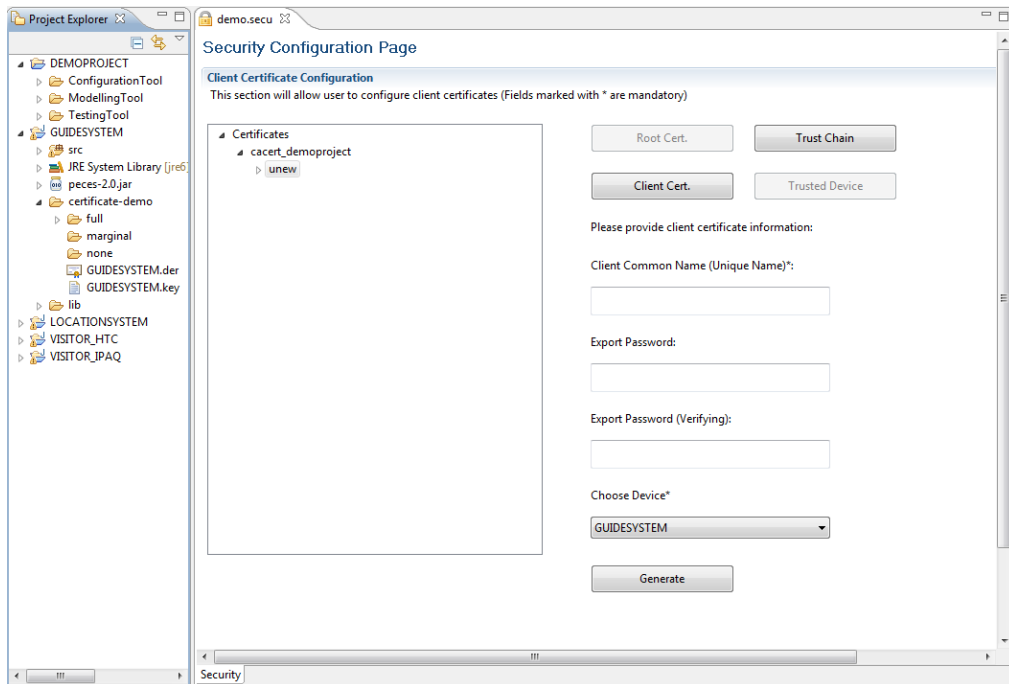 Project Explorer
DEMOPROJECT
ConfigurationTool
ModellingTool
TestingTool
GUIDESYSTEM
src
JRE System Library [jre6]
peces-2.0.jar
certificate-demo
full
marginal
none
GUIDESYSTEM.der
GUIDESYSTEM.key
lib
LOCATIONSYSTEM
VISITOR_HTC
VISITOR_IPAQ
demo.secu
Security Configuration Page
Client Certificate Configuration
This section will allow user to configure client certificates (Fields marked with * are mandatory)
Certificates
cacert_demoproject
unew
Root Cert.
Trust Chain
Client Cert.
Trusted Device
Please provide client certificate information:
Client Common Name (Unique Name)*:
Export Password:
Export Password (Verifying):
Choose Device*
GUIDESYSTEM
Generate
Security